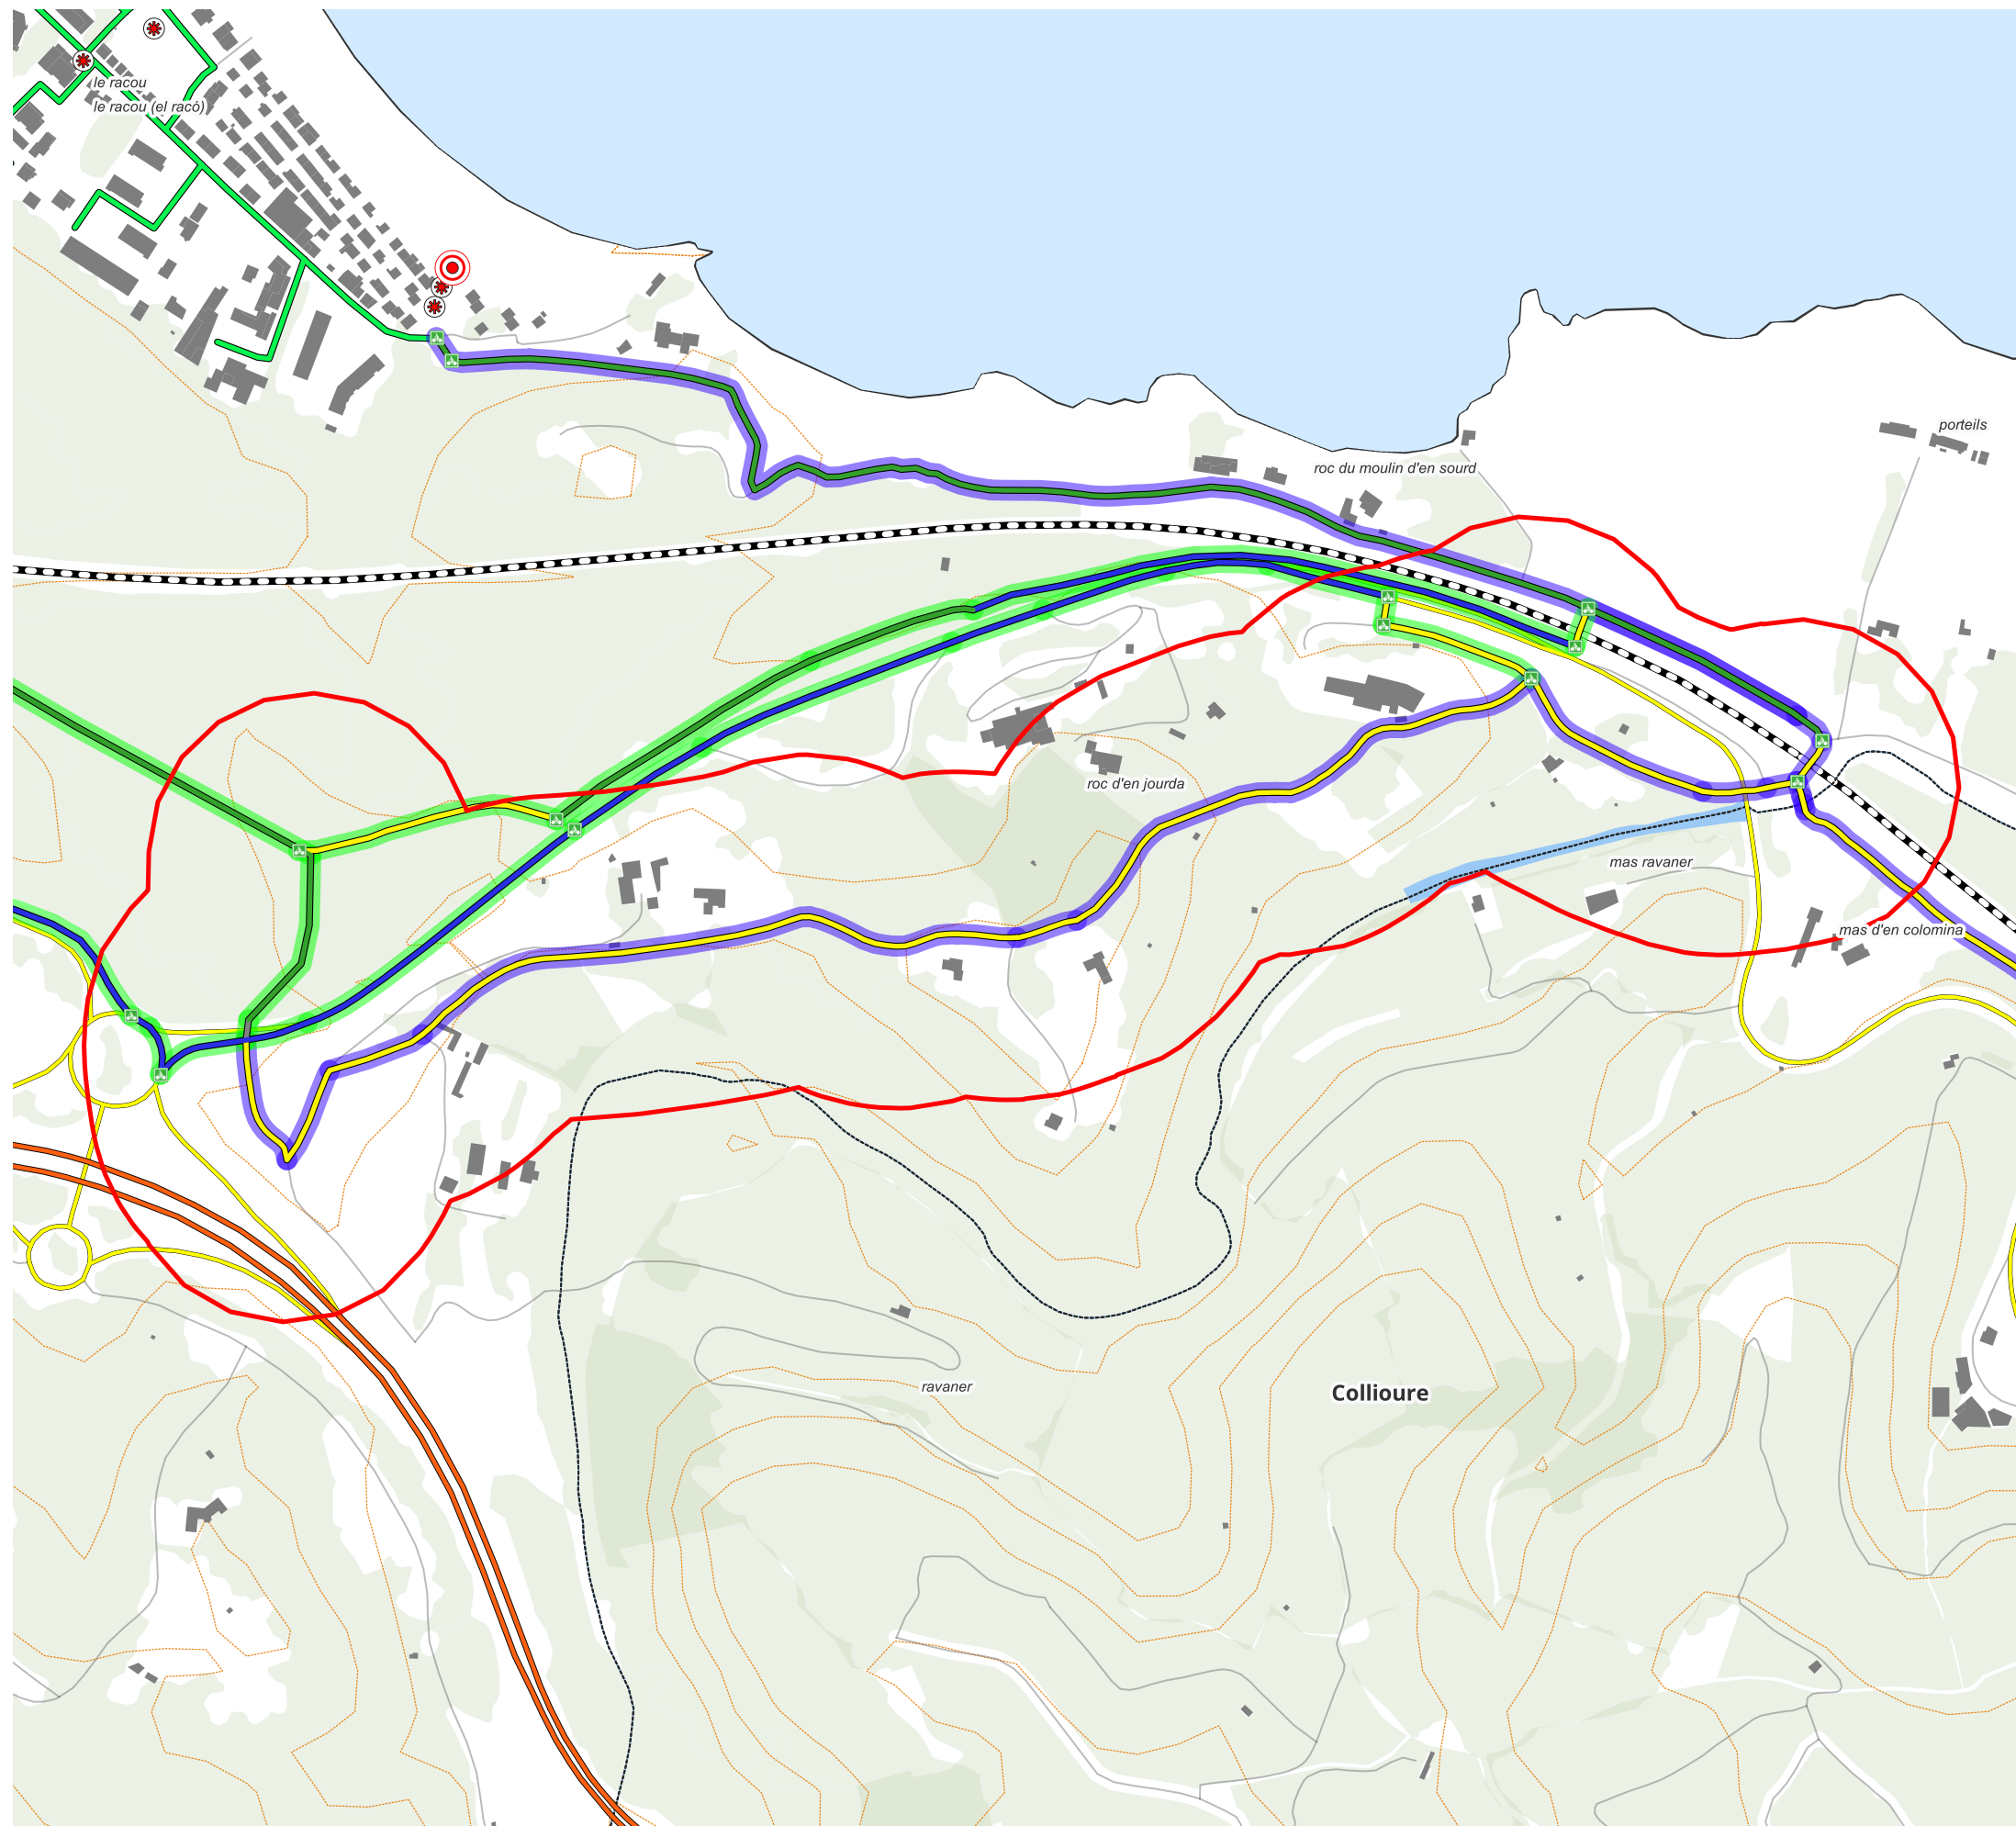 le racou
le racou (el racó)
porteils
roc du moulin d'en sourd
roc d'en jourda
mas ravaner
mas d'en colomina
ravaner
Collioure